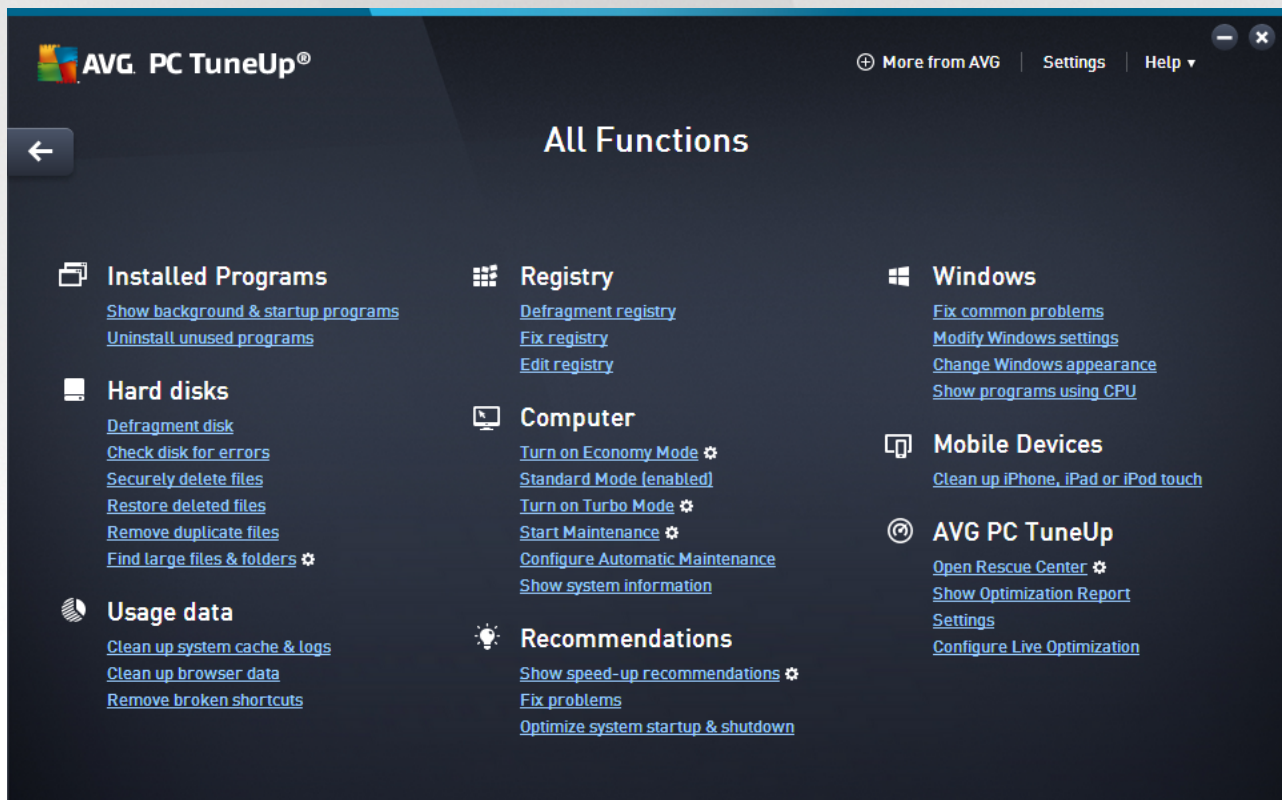 AVG. PC TuneUp®
More from AVG
Settings
Help
All Functions
Installed Programs
Show background & startup programs
Uninstall unused programs
Hard disks
Defragment disk
Check disk for errors
Securely delete files
Restore deleted files
Remove duplicate files
Find large files & folders
Usage data
Clean up system cache & logs
Clean up browser data
Remove broken shortcuts
Registry
Defragment registry
Fix registry
Edit registry
Computer
Turn on Economy Mode
Standard Mode (enabled)
Turn on Turbo Mode
Start Maintenance
Configure Automatic Maintenance
Show system information
Recommendations
Show speed-up recommendations
Fix problems
Optimize system startup & shutdown
Windows
Fix common problems
Modify Windows settings
Change Windows appearance
Show programs using CPU
Mobile Devices
Clean up iPhone, iPad or iPod touch
AVG PC TuneUp
Open Rescue Center
Show Optimization Report
Settings
Configure Live Optimization